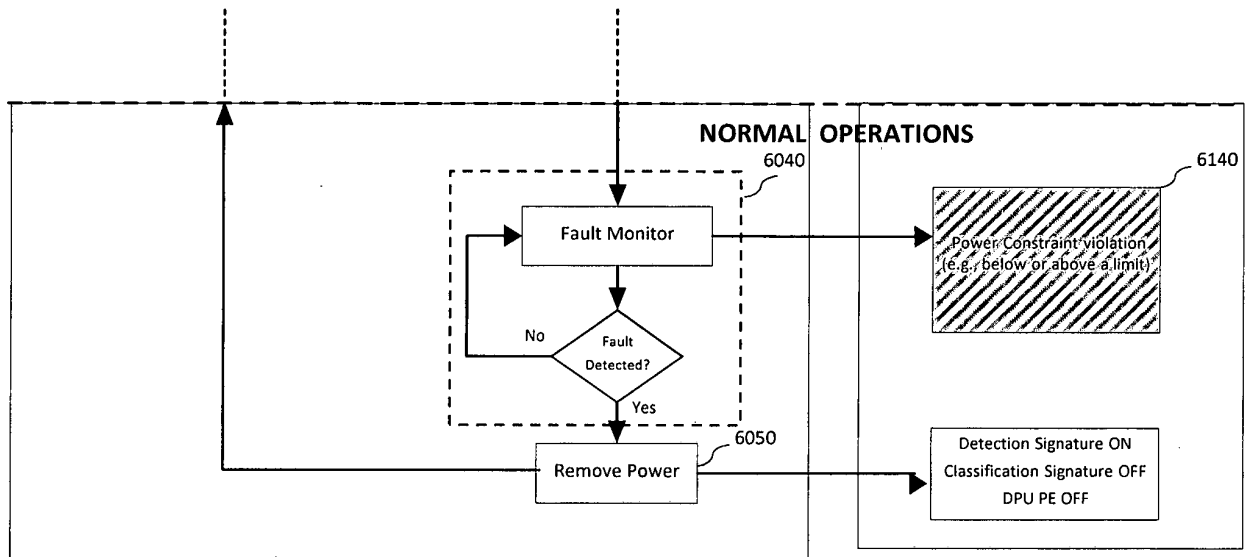 NORMAL OPERATIONS
6040
6140
Fault Monitor
Power Constraint violation
(e.g., below or above a limit)
No
Fault
Detected?
Yes
6050
Remove Power
Detection Signature ON
Classification Signature OFF
DPU PE OFF